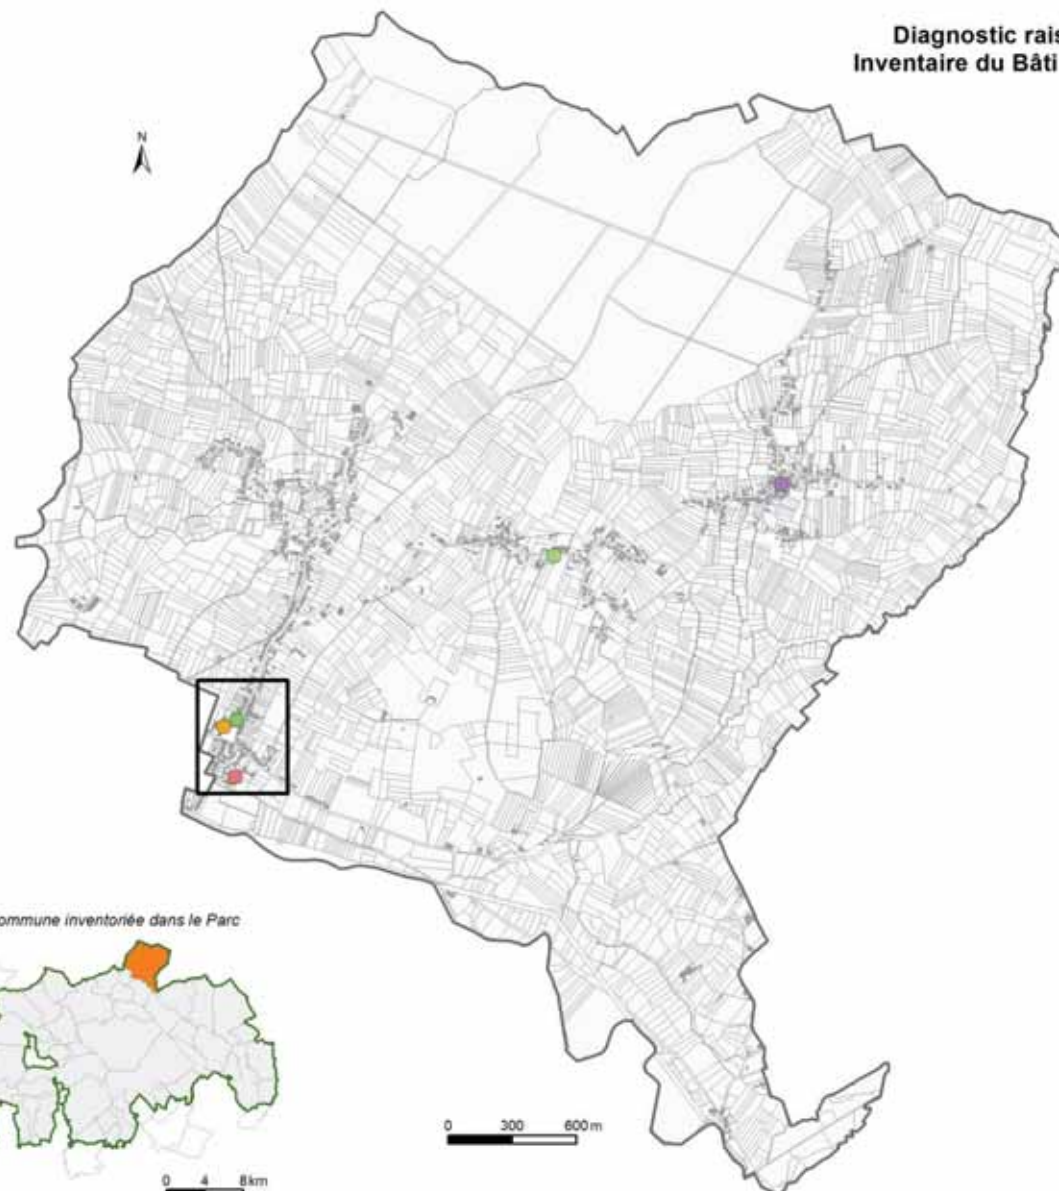 Diagnostic rais
Inventaire du Bâti
N
ommune inventoriée dans le Parc
0 300 600 m
0 4 8 km